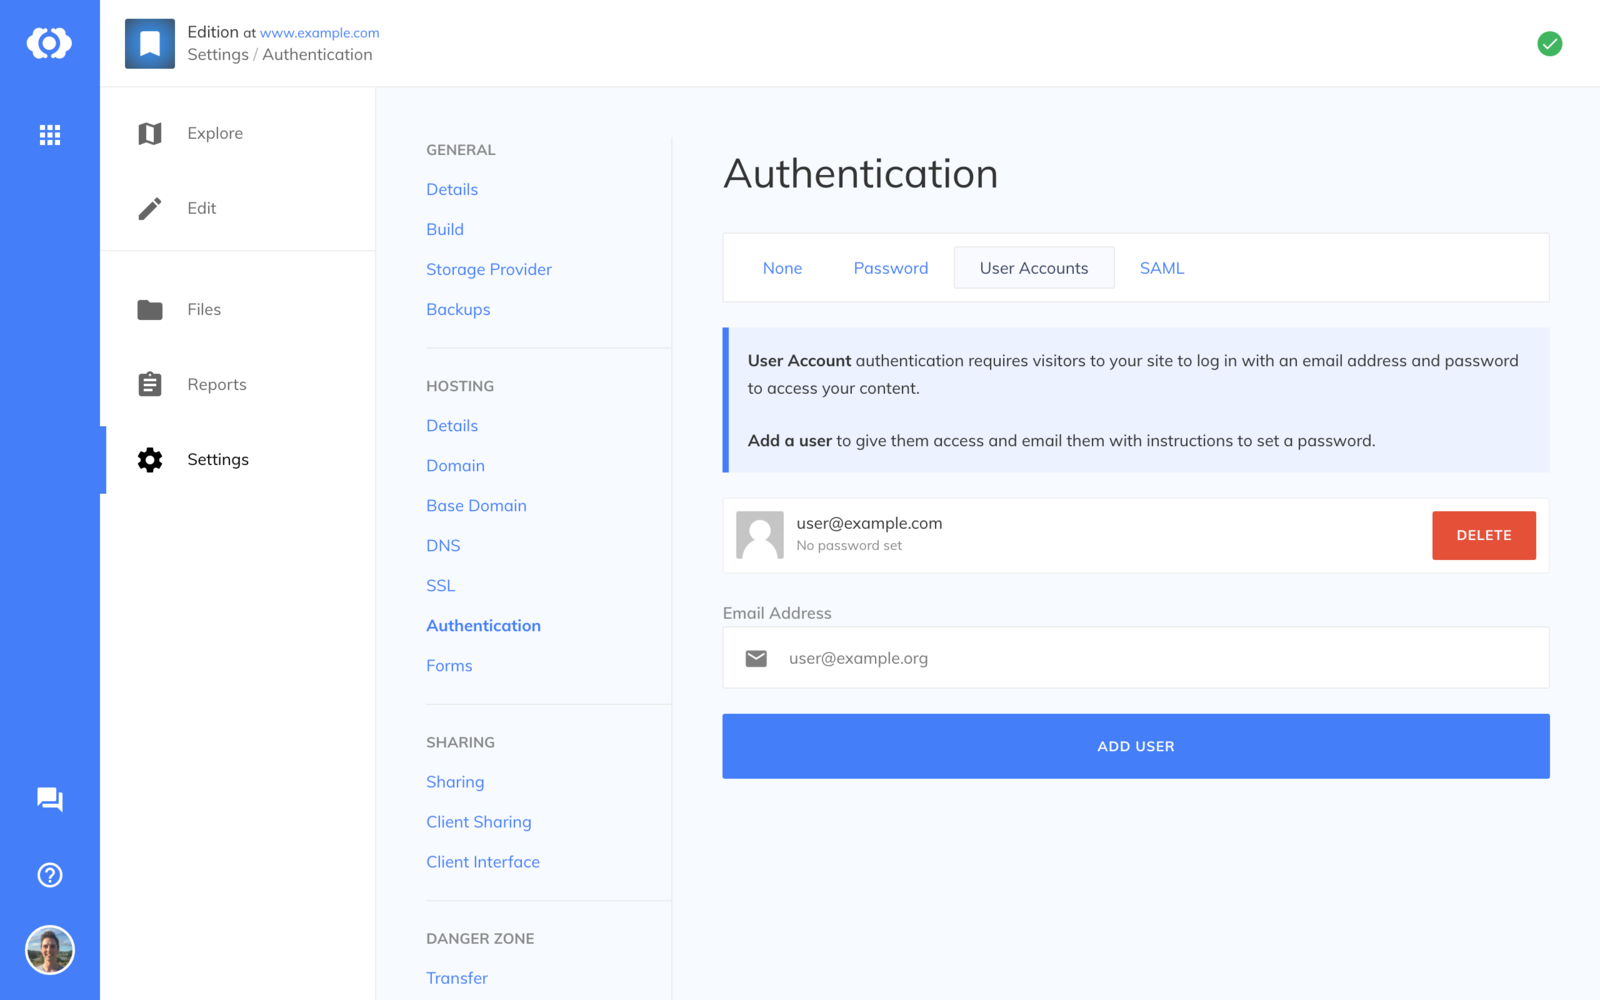 Edition at www.example.com
Settings / Authentication
Explore
Edit
Files
Reports
Settings
GENERAL
Details
Build
Storage Provider
Backups
HOSTING
Details
Domain
Base Domain
DNS
SSL
Authentication
Forms
SHARING
Sharing
Client Sharing
Client Interface
DANGER ZONE
Transfer
Authentication
None
Password
User Accounts
SAML
User Account authentication requires visitors to your site to log in with an email address and password
to access your content.
Add a user to give them access and email them with instructions to set a password.
user@example.com
No password set
DELETE
Email Address
user@example.org
ADD USER